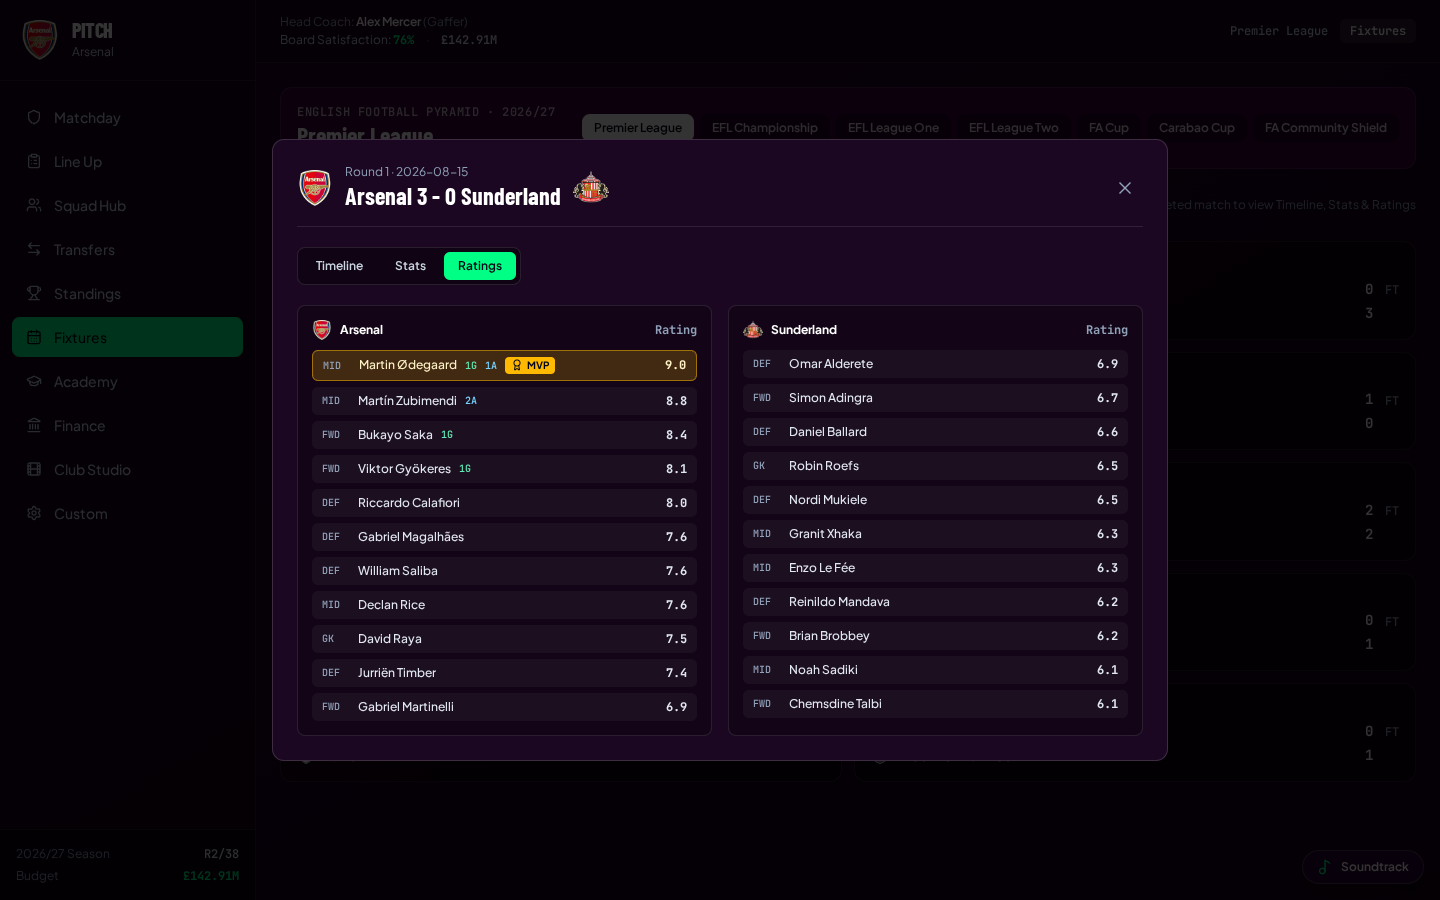 PITCH
Arsenal
Matchday
Line Up
Squad Hub
Transfers
Standings
Fixtures
Academy
Finance
Club Studio
Custom
2026/27 Season R2/38
Budget £142.91M
Head Coach: Alex Mercer (Gaffer)
Board Satisfaction: 76% · £142.91M
Premier League Fixtures
ENGLISH FOOTBALL PYRAMID · 2026/27
Premier League
Premier League EFL Championship EFL League One EFL League Two FA Cup Carabao Cup FA Community Shield
match to view Timeline, Stats & Ratings
Round 1 · 2026-08-15
Arsenal 3 - 0 Sunderland
Timeline Stats Ratings
Arsenal Rating
MID Martin Ødegaard 1G 1A MVP 9.0
MID Martín Zubimendi 2A 8.8
FWD Bukayo Saka 1G 8.4
FWD Viktor Gyökeres 1G 8.1
DEF Riccardo Calafiori 8.0
DEF Gabriel Magalhães 7.6
DEF William Saliba 7.6
MID Declan Rice 7.6
GK David Raya 7.5
DEF Jurriën Timber 7.4
FWD Gabriel Martinelli 6.9
Sunderland Rating
DEF Omar Alderete 6.9
FWD Simon Adingra 6.7
DEF Daniel Ballard 6.6
GK Robin Roefs 6.5
DEF Nordi Mukiele 6.5
MID Granit Xhaka 6.3
MID Enzo Le Fée 6.3
DEF Reinildo Mandava 6.2
FWD Brian Brobbey 6.2
MID Noah Sadiki 6.1
FWD Chemsdine Talbi 6.1
0 FT
3
1 FT
0
2 FT
2
0 FT
1
0 FT
1
Soundtrack